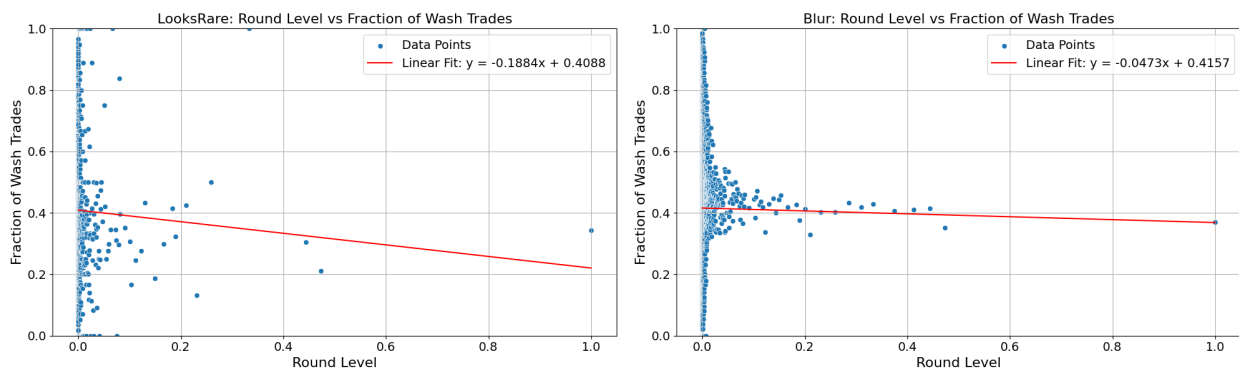 LooksRare: Round Level vs Fraction of Wash Trades
Data Points
Linear Fit: y = -0.1884x + 0.4088
Fraction of Wash Trades
1.0
0.8
0.6
0.4
0.2
0.0
0.0 0.2 0.4 0.6 0.8 1.0
Round Level
Blur: Round Level vs Fraction of Wash Trades
Data Points
Linear Fit: y = -0.0473x + 0.4157
Fraction of Wash Trades
1.0
0.8
0.6
0.4
0.2
0.0
0.0 0.2 0.4 0.6 0.8 1.0
Round Level